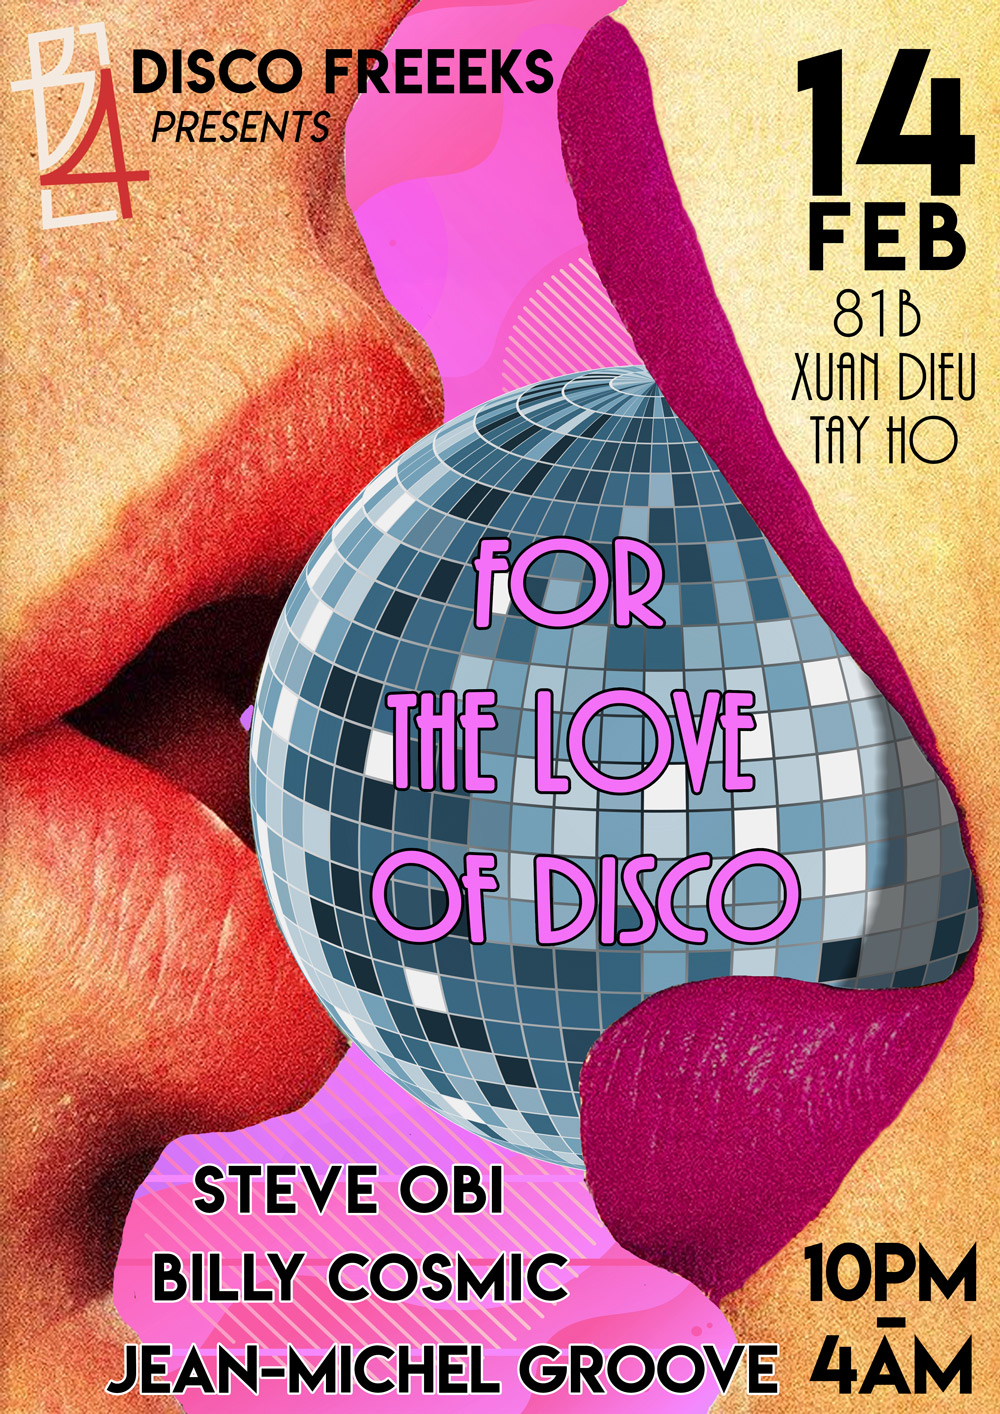 DISCO FREEEKS
PRESENTS
14
FEB
81B
XUAN DIEU
TAY HO
FOR
THE LOVE
OF DISCO
STEVE OBI
BILLY COSMIC
JEAN-MICHEL GROOVE
10PM
–
4AM